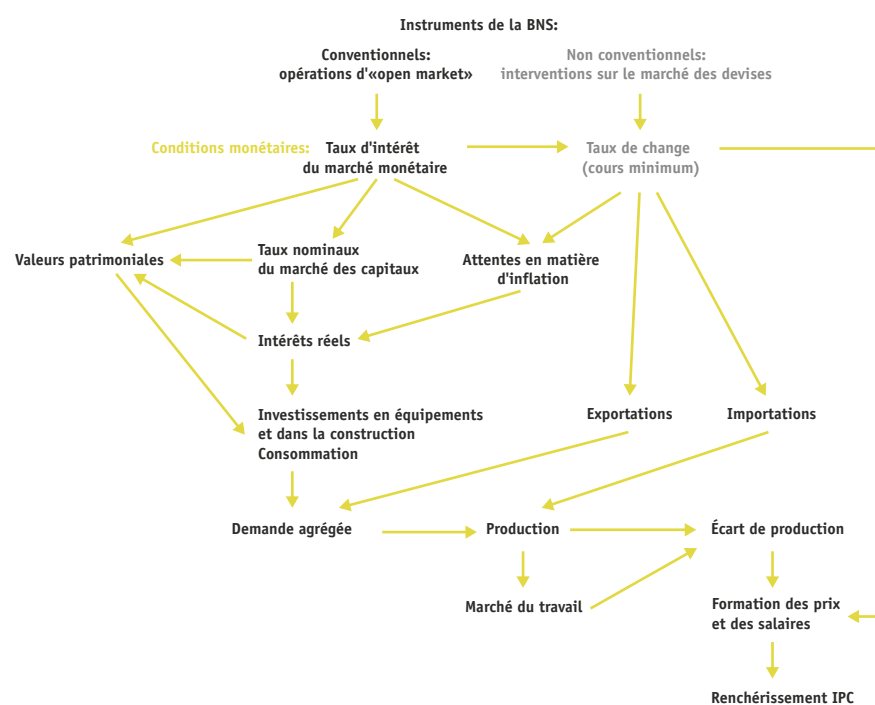 Instruments de la BNS:
Conventionnels:
opérations d'«open market»
Non conventionnels:
interventions sur le marché des devises
Conditions monétaires:
Taux d'intérêt
du marché monétaire
Taux de change
(cours minimum)
Valeurs patrimoniales
Taux nominaux
du marché des capitaux
Attentes en matière
d'inflation
Intérêts réels
Investissements en équipements
et dans la construction
Consommation
Exportations
Importations
Demande agrégée
Production
Écart de production
Marché du travail
Formation des prix
et des salaires
Renchérissement IPC